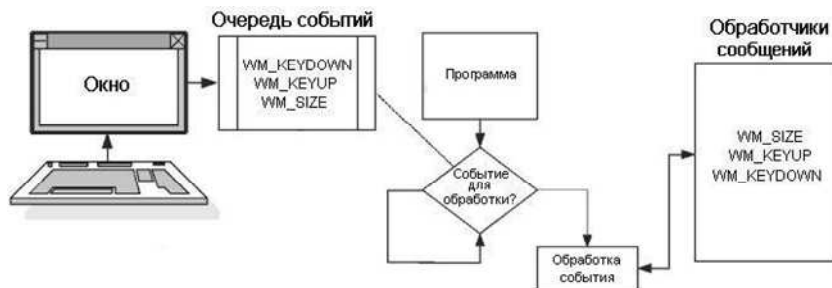 Очередь событий
Обработчики
сообщений
Окно
WM_KEYDOWN
WM_KEYUP
WM_SIZE
Программа
Событие
для
обработки?
Обработка
события
WM_SIZE
WM_KEYUP
WM_KEYDOWN